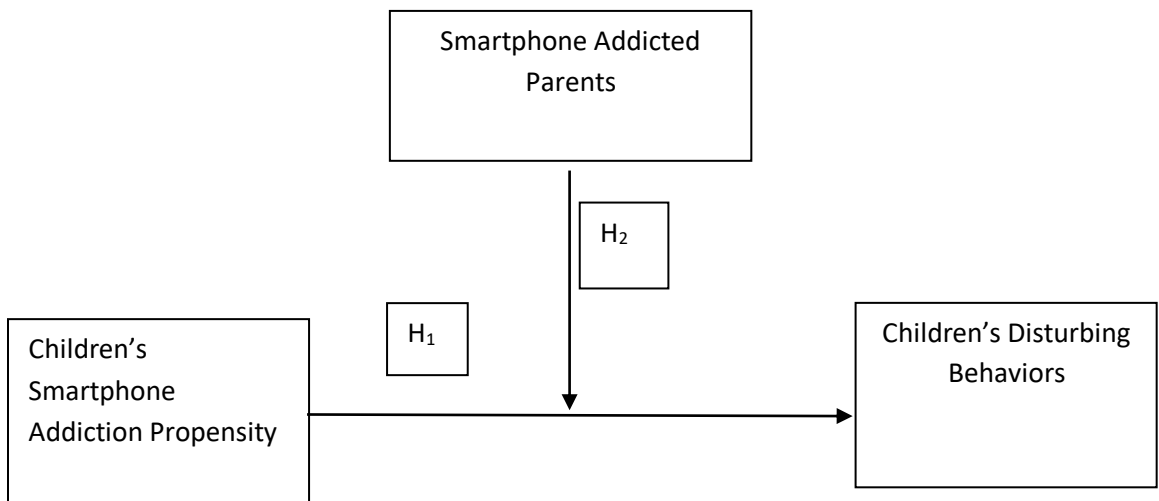 Smartphone Addicted
Parents
H₂
H₁
Children’s
Smartphone
Addiction Propensity
Children’s Disturbing
Behaviors